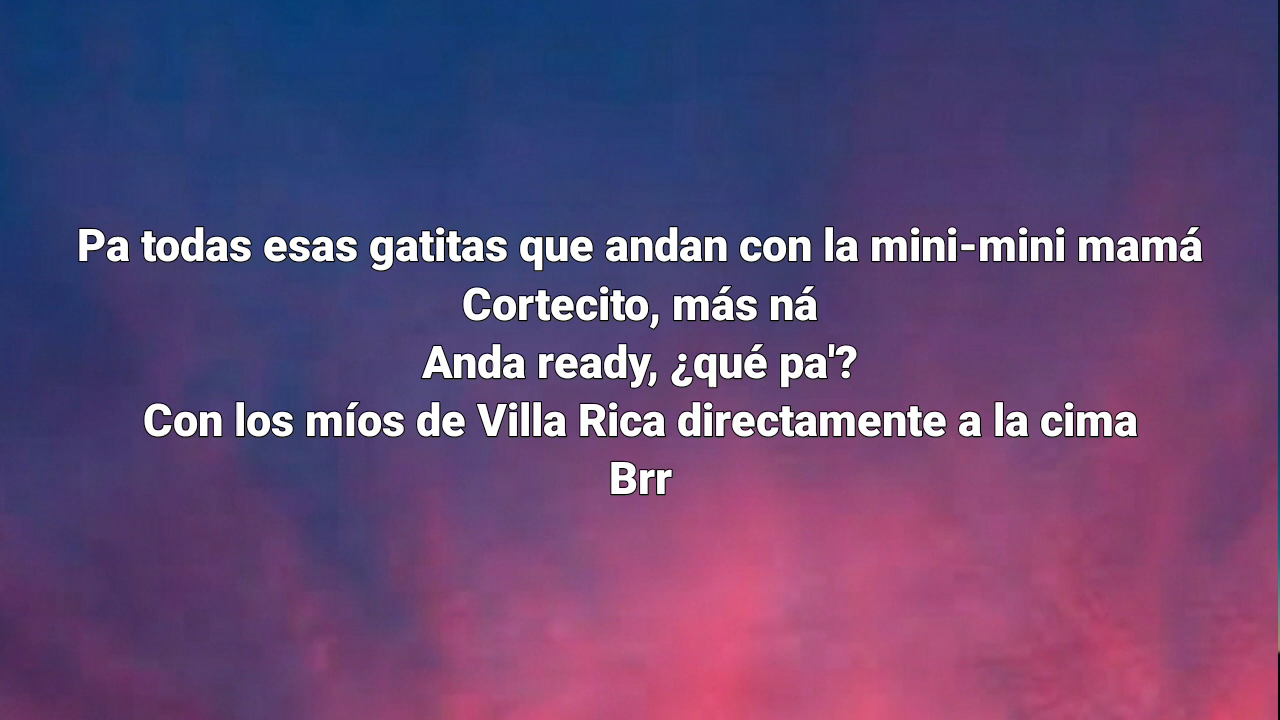 Pa todas esas gatitas que andan con la mini-mini mamá
Cortecito, más ná
Anda ready, ¿qué pa'?
Con los míos de Villa Rica directamente a la cima
Brr